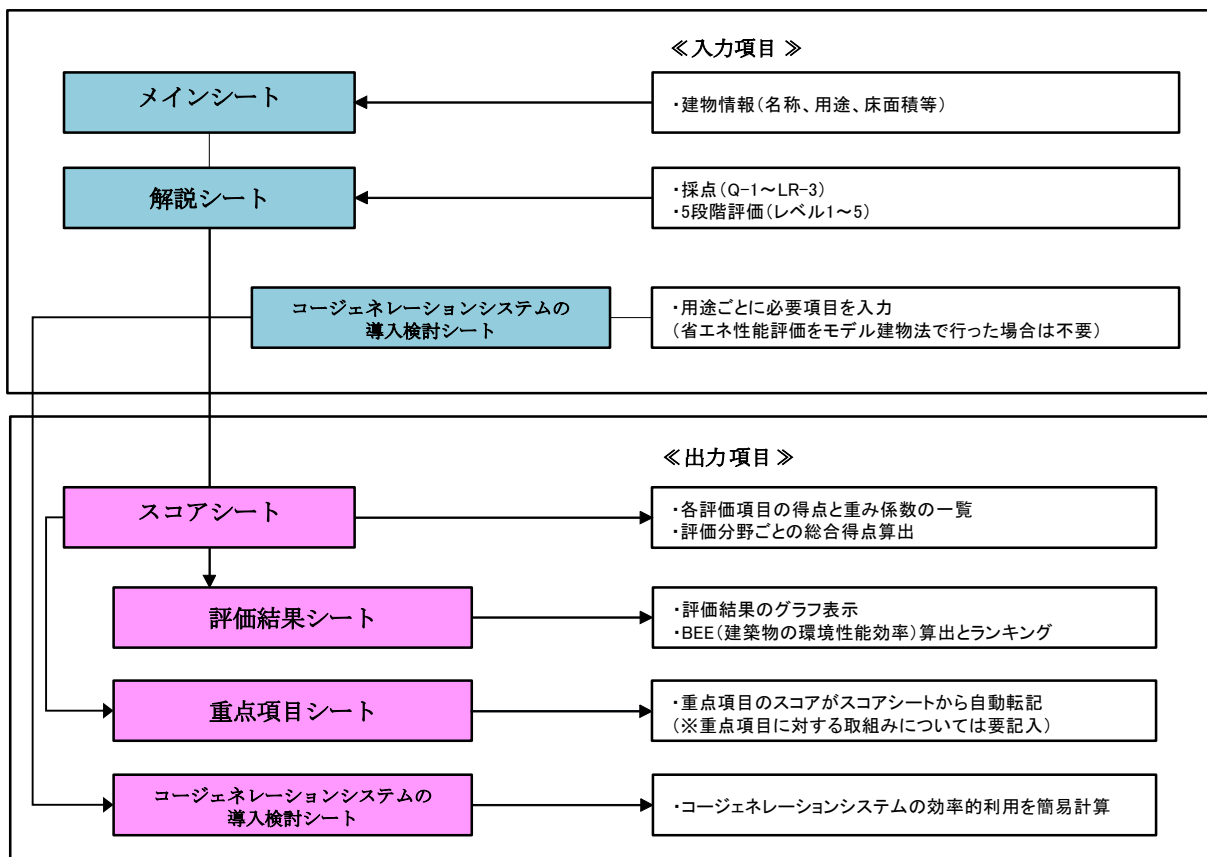 ≪入力項目≫
メインシート
・建物情報（名称、用途、床面積等）
解説シート
・採点（Q-1～LR-3）
・5段階評価（レベル1～5）
コージェネレーションシステムの
導入検討シート
・用途ごとに必要項目を入力
（省エネ性能評価をモデル建物法で行った場合は不要）
≪出力項目≫
スコアシート
・各評価項目の得点と重み係数の一覧
・評価分野ごとの総合得点算出
評価結果シート
・評価結果のグラフ表示
・BEE（建築物の環境性能効率）算出とランキング
重点項目シート
・重点項目のスコアがスコアシートから自動転記
（※重点項目に対する取組みについては要記入）
コージェネレーションシステムの
導入検討シート
・コージェネレーションシステムの効率的利用を簡易計算